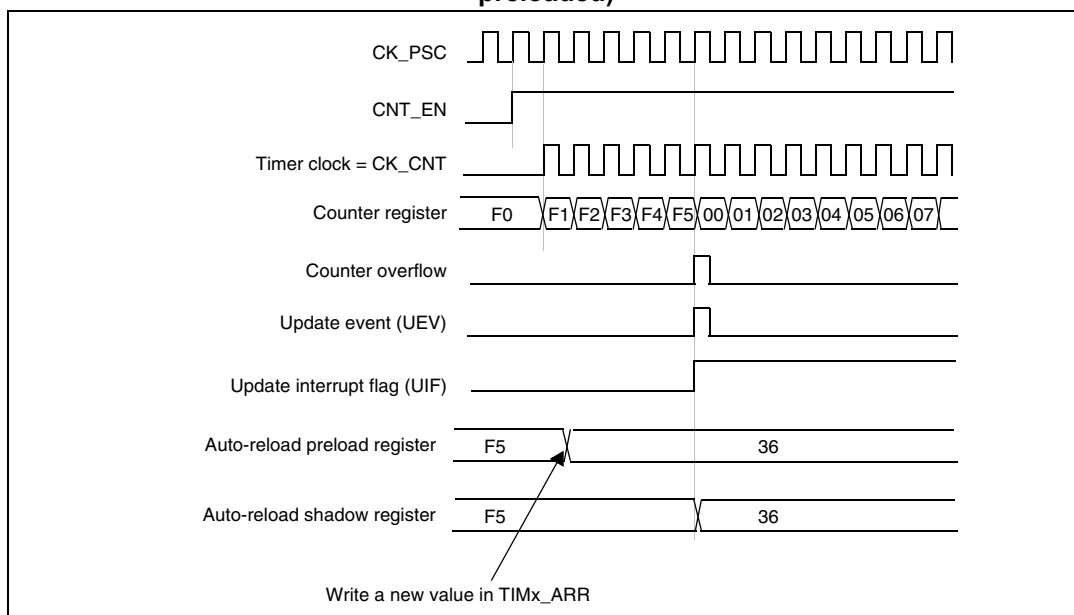 preloaded)
CK_PSC
CNT_EN
Timer clock = CK_CNT
Counter register F0 F1 F2 F3 F4 F5 00 01 02 03 04 05 06 07
Counter overflow
Update event (UEV)
Update interrupt flag (UIF)
Auto-reload preload register F5 36
Auto-reload shadow register F5 36
Write a new value in TIMx_ARR